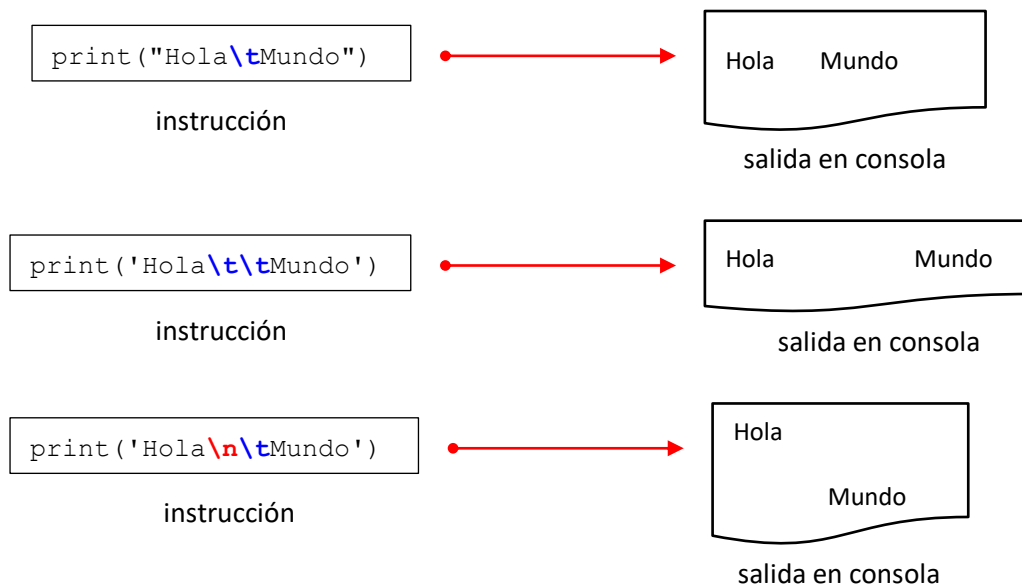 print("Hola\tMundo")
Hola Mundo
instrucción
salida en consola
print('Hola\t\tMundo')
Hola Mundo
instrucción
salida en consola
print('Hola\n\tMundo')
Hola
Mundo
instrucción
salida en consola